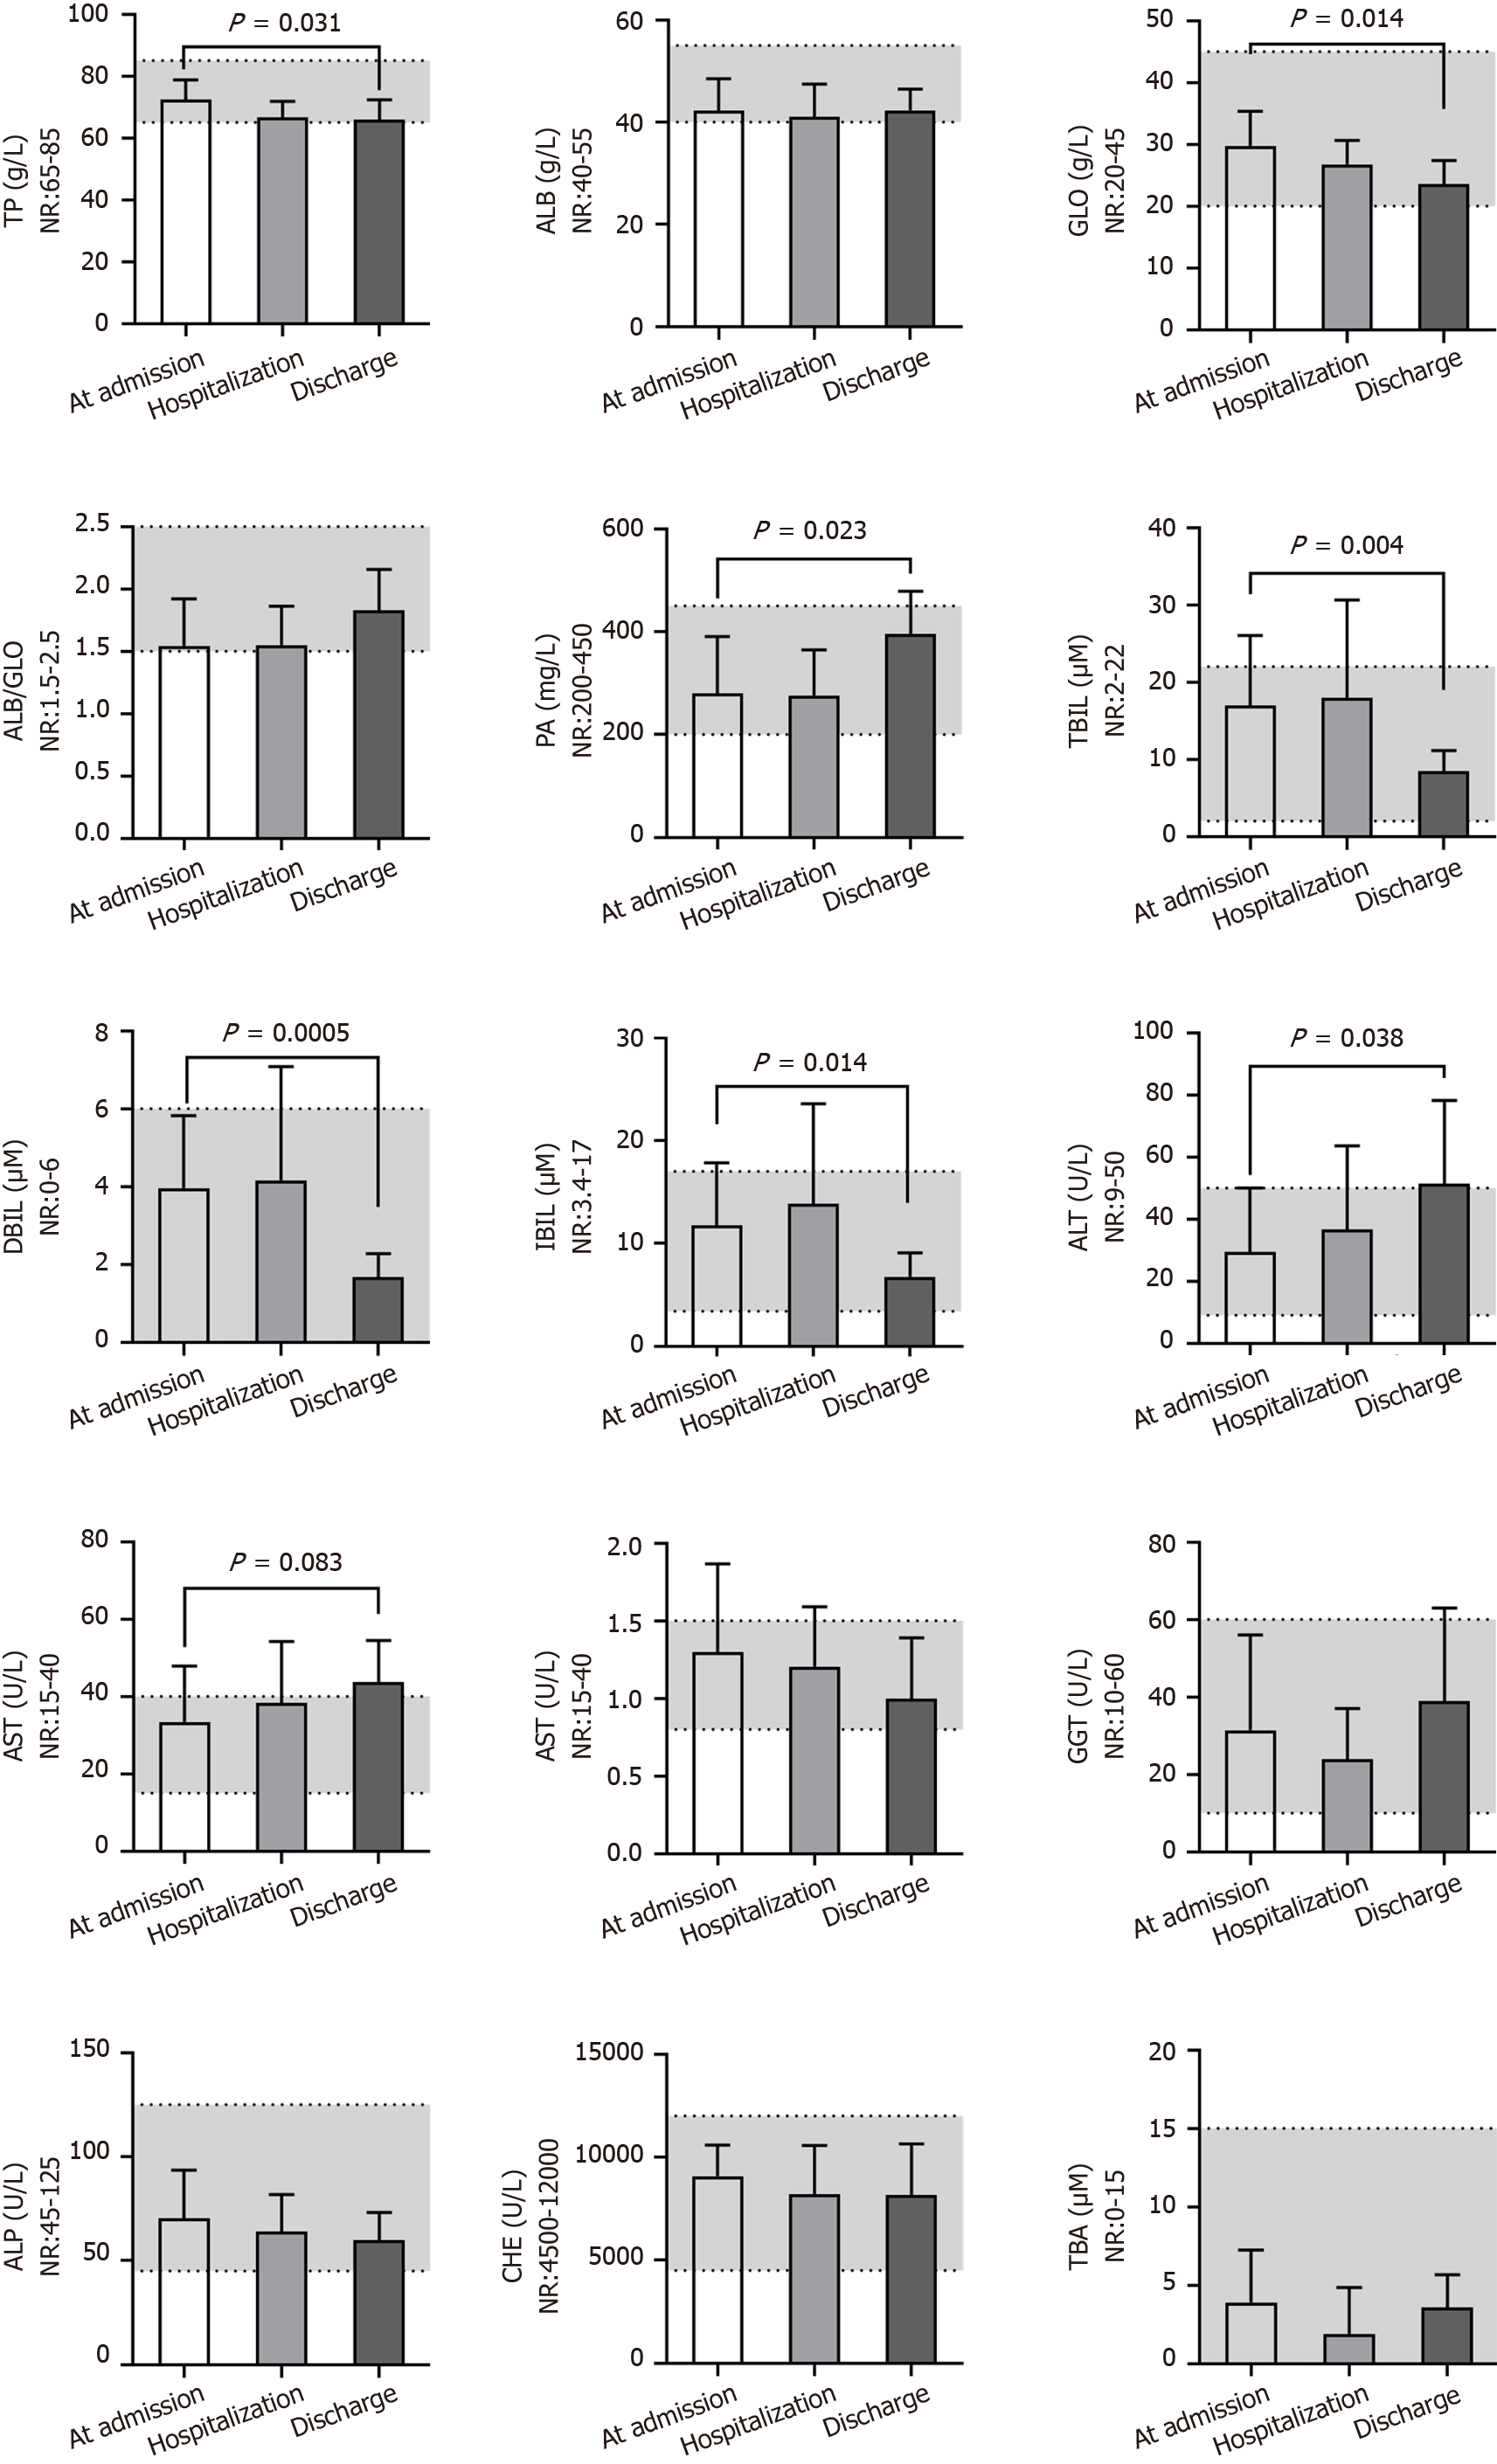 P = 0.031
TP (g/L)
NR:65-85
100
80
60
40
20
0
At admission
Hospitalization
Discharge
ALB (g/L)
NR:40-55
60
40
20
0
At admission
Hospitalization
Discharge
P = 0.014
GLO (g/L)
NR:20-45
50
40
30
20
10
0
At admission
Hospitalization
Discharge
ALB/GLO
NR:1.5-2.5
2.5
2.0
1.5
1.0
0.5
0.0
At admission
Hospitalization
Discharge
P = 0.023
PA (mg/L)
NR:200-450
600
400
200
0
At admission
Hospitalization
Discharge
P = 0.004
TBIL (μM)
NR:2-22
40
30
20
10
0
At admission
Hospitalization
Discharge
P = 0.0005
DBIL (μM)
NR:0-6
8
6
4
2
0
At admission
Hospitalization
Discharge
P = 0.014
IBIL (μM)
NR:3.4-17
30
20
10
0
At admission
Hospitalization
Discharge
P = 0.038
ALT (U/L)
NR:9-50
100
80
60
40
20
0
At admission
Hospitalization
Discharge
P = 0.083
AST (U/L)
NR:15-40
80
60
40
20
0
At admission
Hospitalization
Discharge
AST (U/L)
NR:15-40
2.0
1.5
1.0
0.5
0.0
At admission
Hospitalization
Discharge
GGT (U/L)
NR:10-60
80
60
40
20
0
At admission
Hospitalization
Discharge
ALP (U/L)
NR:45-125
150
100
50
0
At admission
Hospitalization
Discharge
CHE (U/L)
NR:4500-12000
15000
10000
5000
0
At admission
Hospitalization
Discharge
TBA (μM)
NR:0-15
20
15
10
5
0
At admission
Hospitalization
Discharge